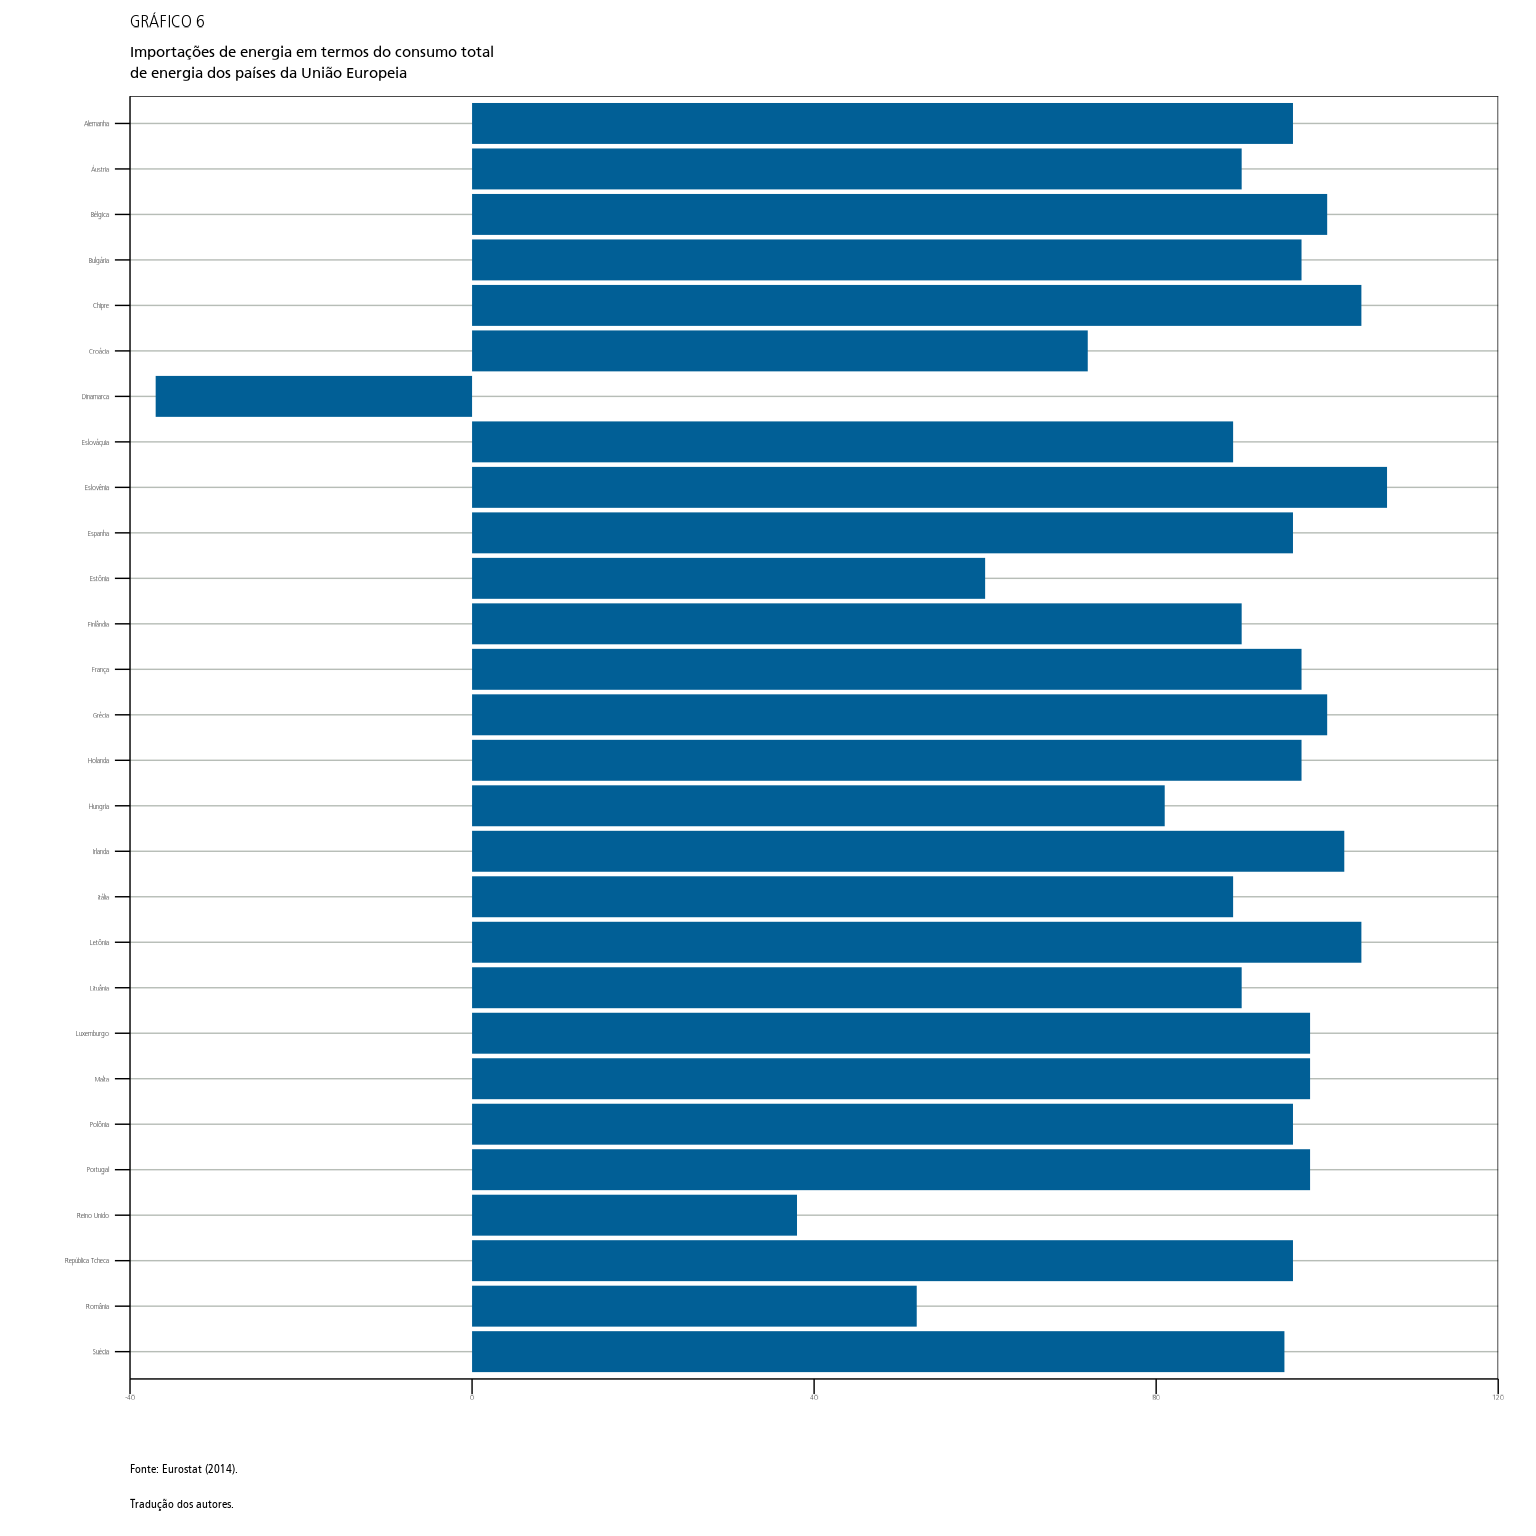 GRÁFICO 6
Importações de energia em termos do consumo total
de energia dos países da União Europeia
Alemanha
Áustria
Bélgica
Bulgária
Chipre
Croácia
Dinamarca
Eslováquia
Eslovênia
Espanha
Estônia
Finlândia
França
Grécia
Holanda
Hungria
Irlanda
Itália
Letônia
Lituânia
Luxemburgo
Malta
Polônia
Portugal
Reino Unido
República Tcheca
Romênia
Suécia
-40 0 40 80 120
Fonte: Eurostat (2014).
Tradução dos autores.